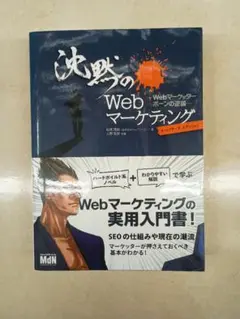 沈黙の
Web
マーケティング
Webマーケッター
ボーンの逆襲
ハードボイルド系
ノベル
+
わかりやすい
解説
で学ぶ
Webマーケティングの
実用入門書!
SEOの仕組みや現在の潮流
マーケッターが押さえておくべき
基本がわかる!
MdN